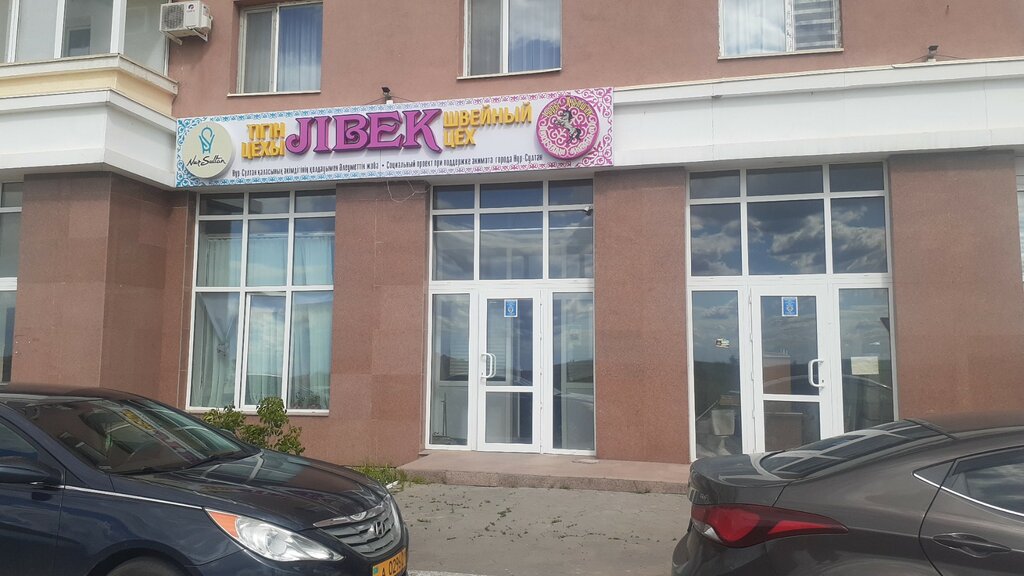 Nur-Sultan
ТІГІН
ЦЕХЫ
JIBEK
ШВЕЙНЫЙ
ЦЕХ
Нұр-Сұлтан қаласының әкімдігінің қолдауымен Әлеуметтік жоба • Социальный проект при поддержке акимата города Нур-Султан